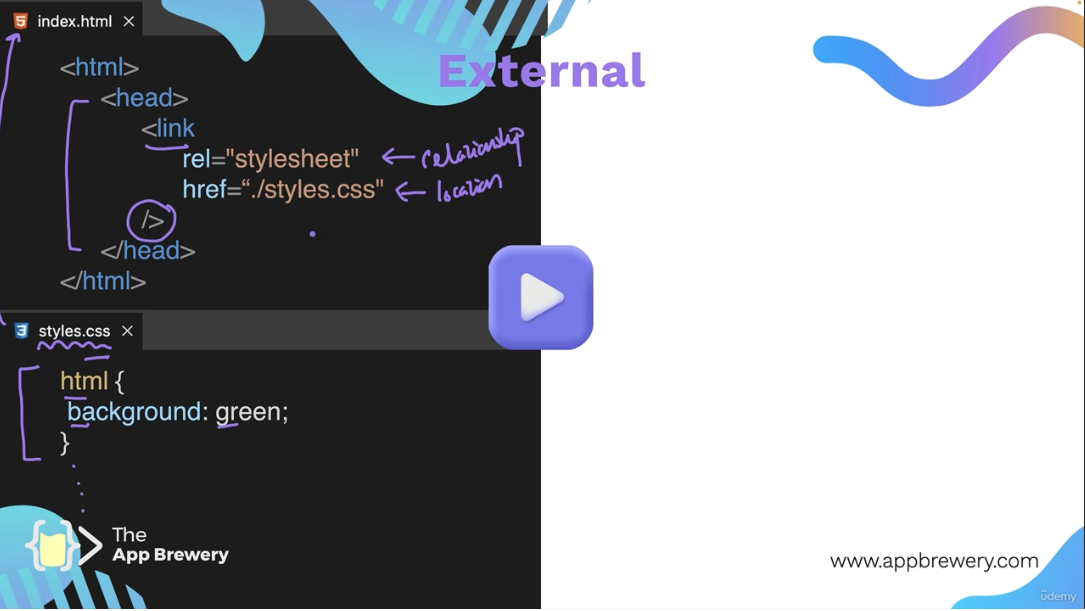 index.html
External
<html>
<head>
<link
rel="stylesheet" ← relationship
href=“./styles.css" ← location
/>
</head>
</html>
styles.css
html {
background: green;
}
The
App Brewery
www.appbrewery.com
ûdemy